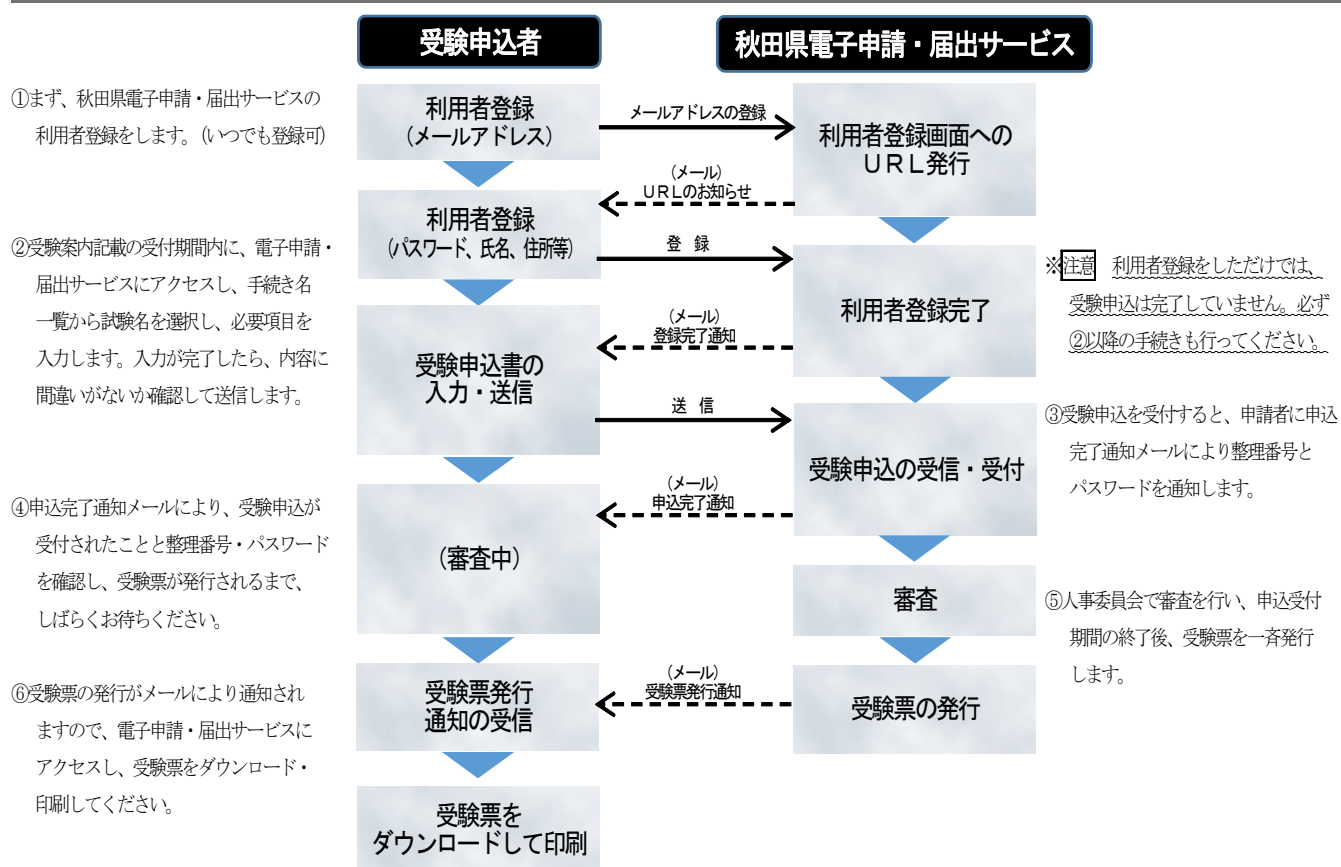 受験申込者
秋田県電子申請・届出サービス
①まず、秋田県電子申請・届出サービスの
利用者登録をします。(いつでも登録可)
利用者登録
(メールアドレス)
メールアドレスの登録
利用者登録画面への
ＵＲＬ発行
(メール)
ＵＲＬのお知らせ
利用者登録
(パスワード、氏名、住所等)
登 録
②受験案内記載の受付期間内に、電子申請・
届出サービスにアクセスし、手続き名
一覧から試験名を選択し、必要項目を
入力します。入力が完了したら、内容に
間違いがないか確認して送信します。
利用者登録完了
※注意 利用者登録をしただけでは、
受験申込は完了していません。必ず
②以降の手続きも行ってください。
(メール)
登録完了通知
受験申込書の
入力・送信
送 信
受験申込の受信・受付
③受験申込を受付すると、申請者に申込
完了通知メールにより整理番号と
パスワードを通知します。
(メール)
申込完了通知
④申込完了通知メールにより、受験申込が
受付されたことと整理番号・パスワード
を確認し、受験票が発行されるまで、
しばらくお待ちください。
(審査中)
審査
⑤人事委員会で審査を行い、申込受付
期間の終了後、受験票を一斉発行
します。
(メール)
受験票発行通知
受験票発行
通知の受信
受験票の発行
⑥受験票の発行がメールにより通知され
ますので、電子申請・届出サービスに
アクセスし、受験票をダウンロード・
印刷してください。
受験票を
ダウンロードして印刷